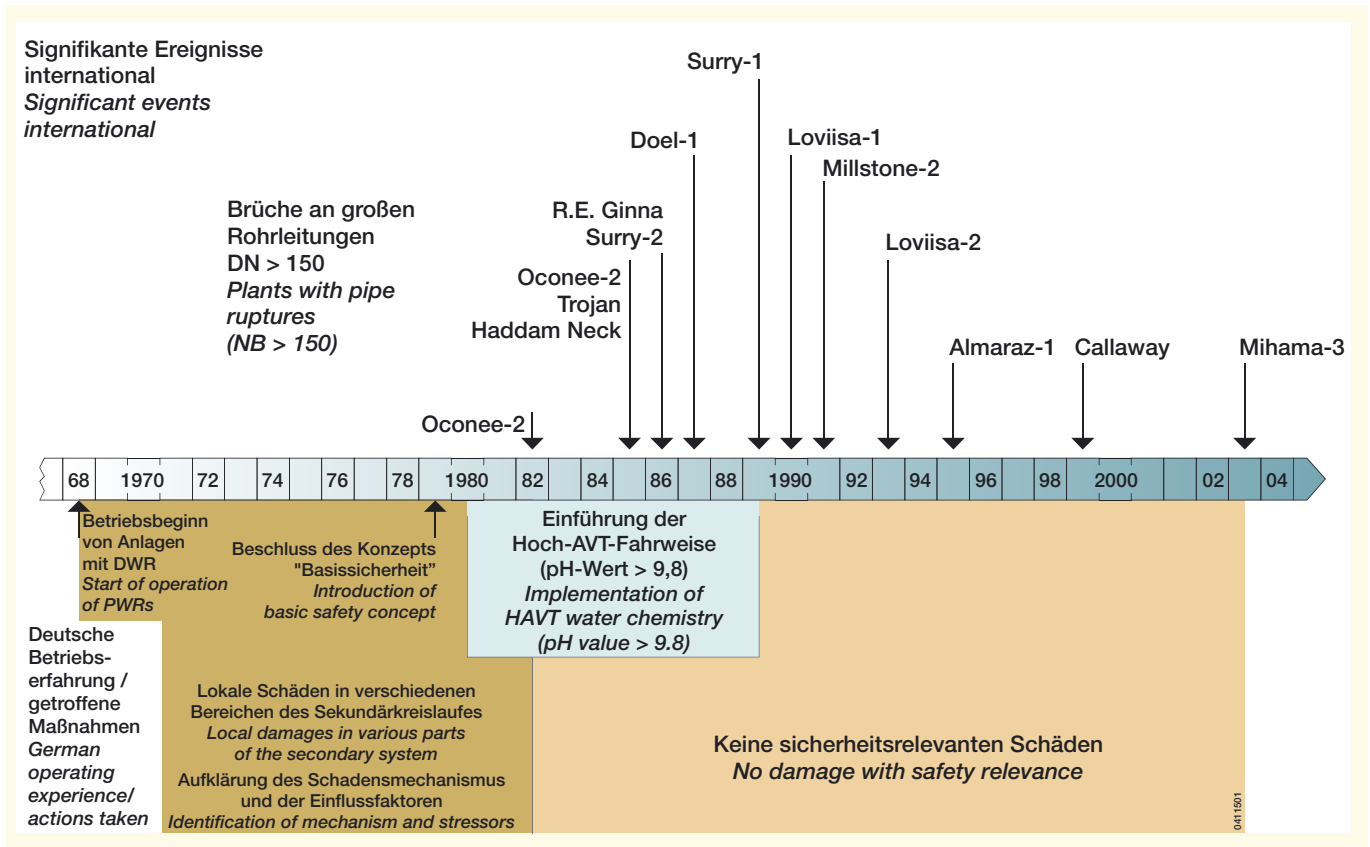 Signifikante Ereignisse
international
Significant events
international
Surry-1
Doel-1
Loviisa-1
Millstone-2
Brüche an großen
Rohrleitungen
DN > 150
Plants with pipe
ruptures
(NB > 150)
R.E. Ginna
Surry-2
Loviisa-2
Oconee-2
Trojan
Haddam Neck
Almaraz-1
Callaway
Mihama-3
Oconee-2
68 1970 72 74 76 78 1980 82 84 86 88 1990 92 94 96 98 2000 02 04
Betriebsbeginn
von Anlagen
mit DWR
Start of operation
of PWRs
Beschluss des Konzepts
"Basissicherheit”
Introduction of
basic safety concept
Einführung der
Hoch-AVT-Fahrweise
(pH-Wert > 9,8)
Implementation of
HAVT water chemistry
(pH value > 9.8)
Deutsche
Betriebs-
erfahrung /
getroffene
Maßnahmen
German
operating
experience/
actions taken
Lokale Schäden in verschiedenen
Bereichen des Sekundärkreislaufes
Local damages in various parts
of the secondary system
Aufklärung des Schadensmechanismus
und der Einflussfaktoren
Identification of mechanism and stressors
Keine sicherheitsrelevanten Schäden
No damage with safety relevance
0411501